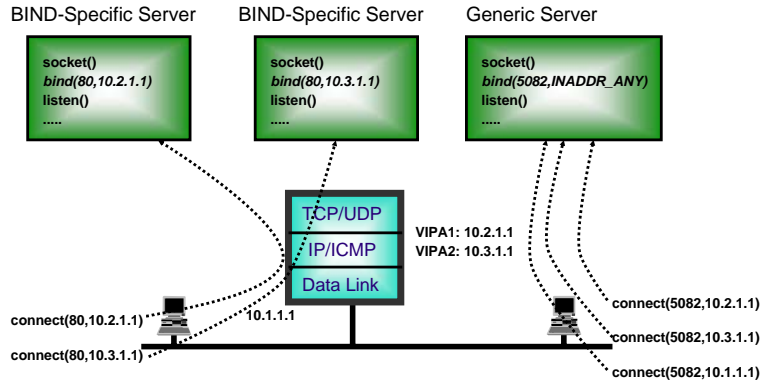 BIND-Specific Server
BIND-Specific Server
Generic Server
socket()
bind(80,10.2.1.1)
listen()
.....
socket()
bind(80,10.3.1.1)
listen()
.....
socket()
bind(5082,INADDR_ANY)
listen()
.....
TCP/UDP
IP/ICMP
Data Link
VIPA1: 10.2.1.1
VIPA2: 10.3.1.1
10.1.1.1
connect(80,10.2.1.1)
connect(80,10.3.1.1)
connect(5082,10.2.1.1)
connect(5082,10.3.1.1)
connect(5082,10.1.1.1)